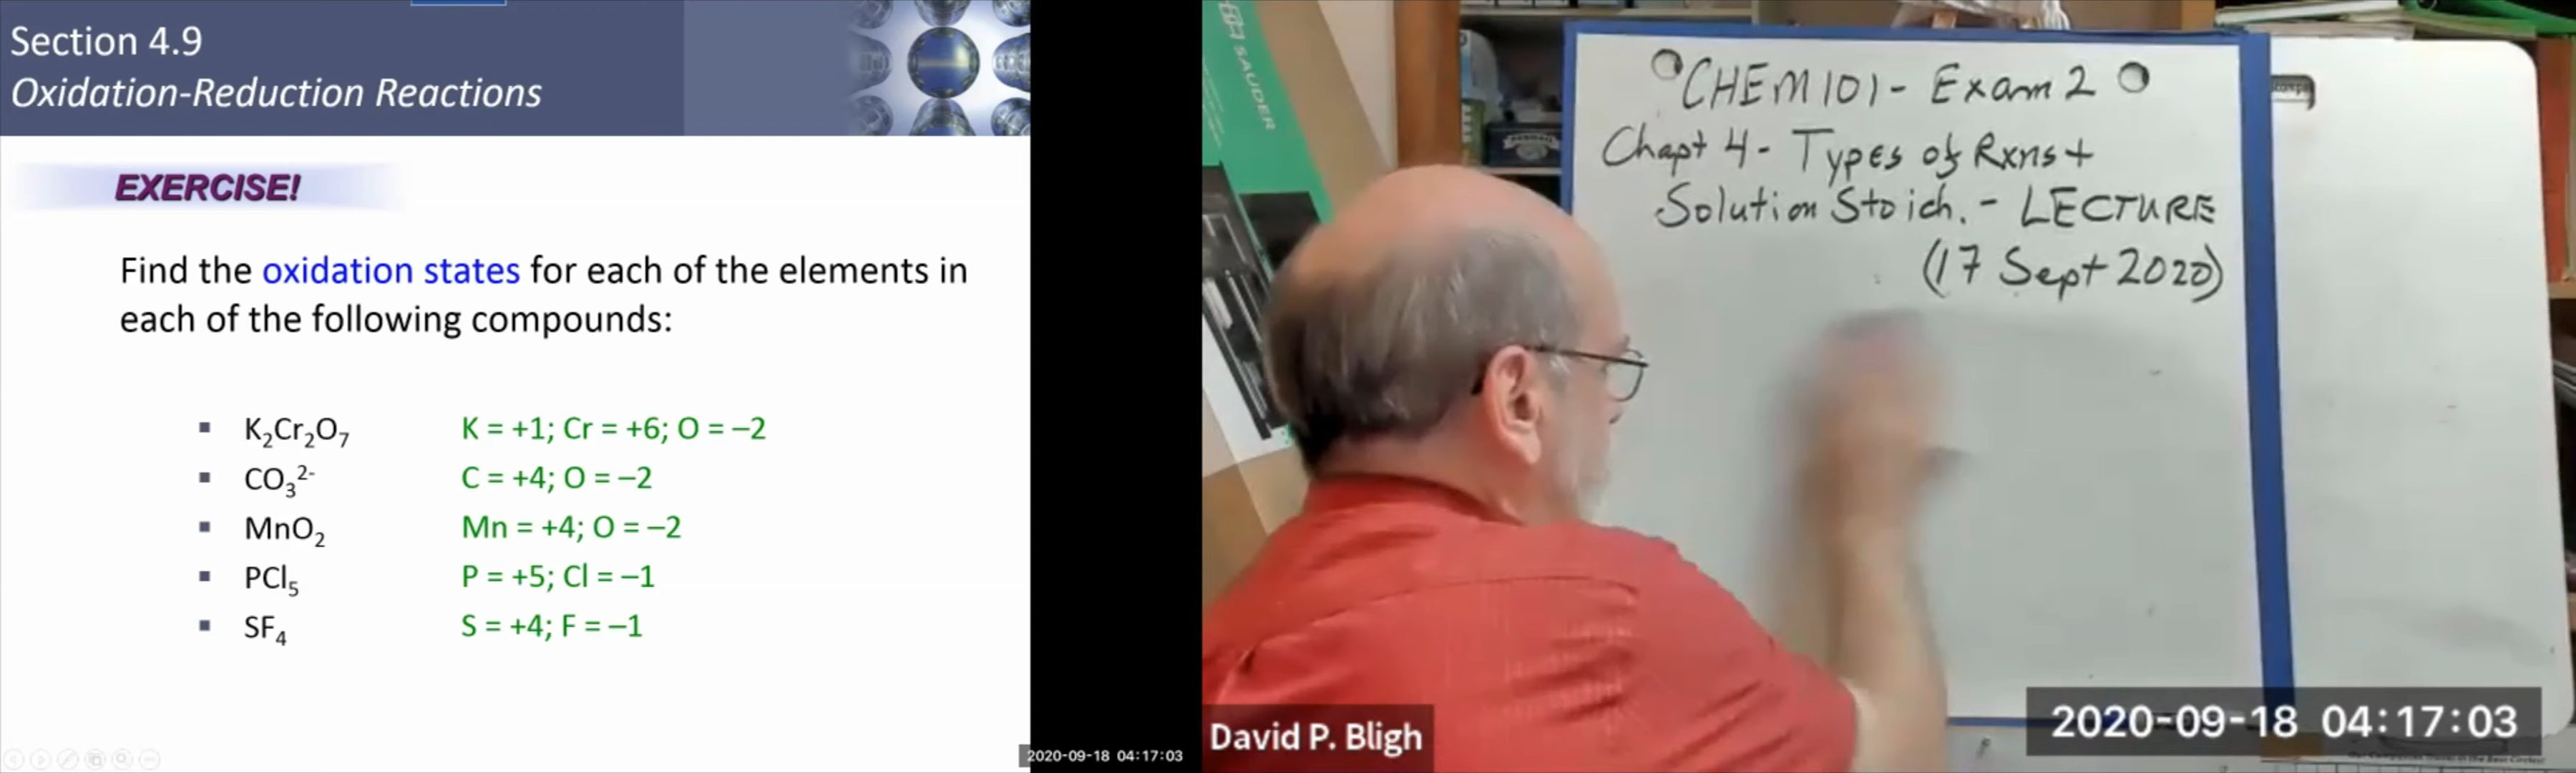 Section 4.9
Oxidation-Reduction Reactions
EXERCISE!
Find the oxidation states for each of the elements in
each of the following compounds:
▪ K₂Cr₂O₇ K = +1; Cr = +6; O = –2
▪ CO₃²⁻ C = +4; O = –2
▪ MnO₂ Mn = +4; O = –2
▪ PCl₅ P = +5; Cl = –1
▪ SF₄ S = +4; F = –1
2020-09-18 04:17:03
SAUDER
CHEM 101 - Exam 2
Chapt 4 - Types of Rxns +
Solution Stoich. - LECTURE
(17 Sept 2020)
David P. Bligh
2020-09-18 04:17:03